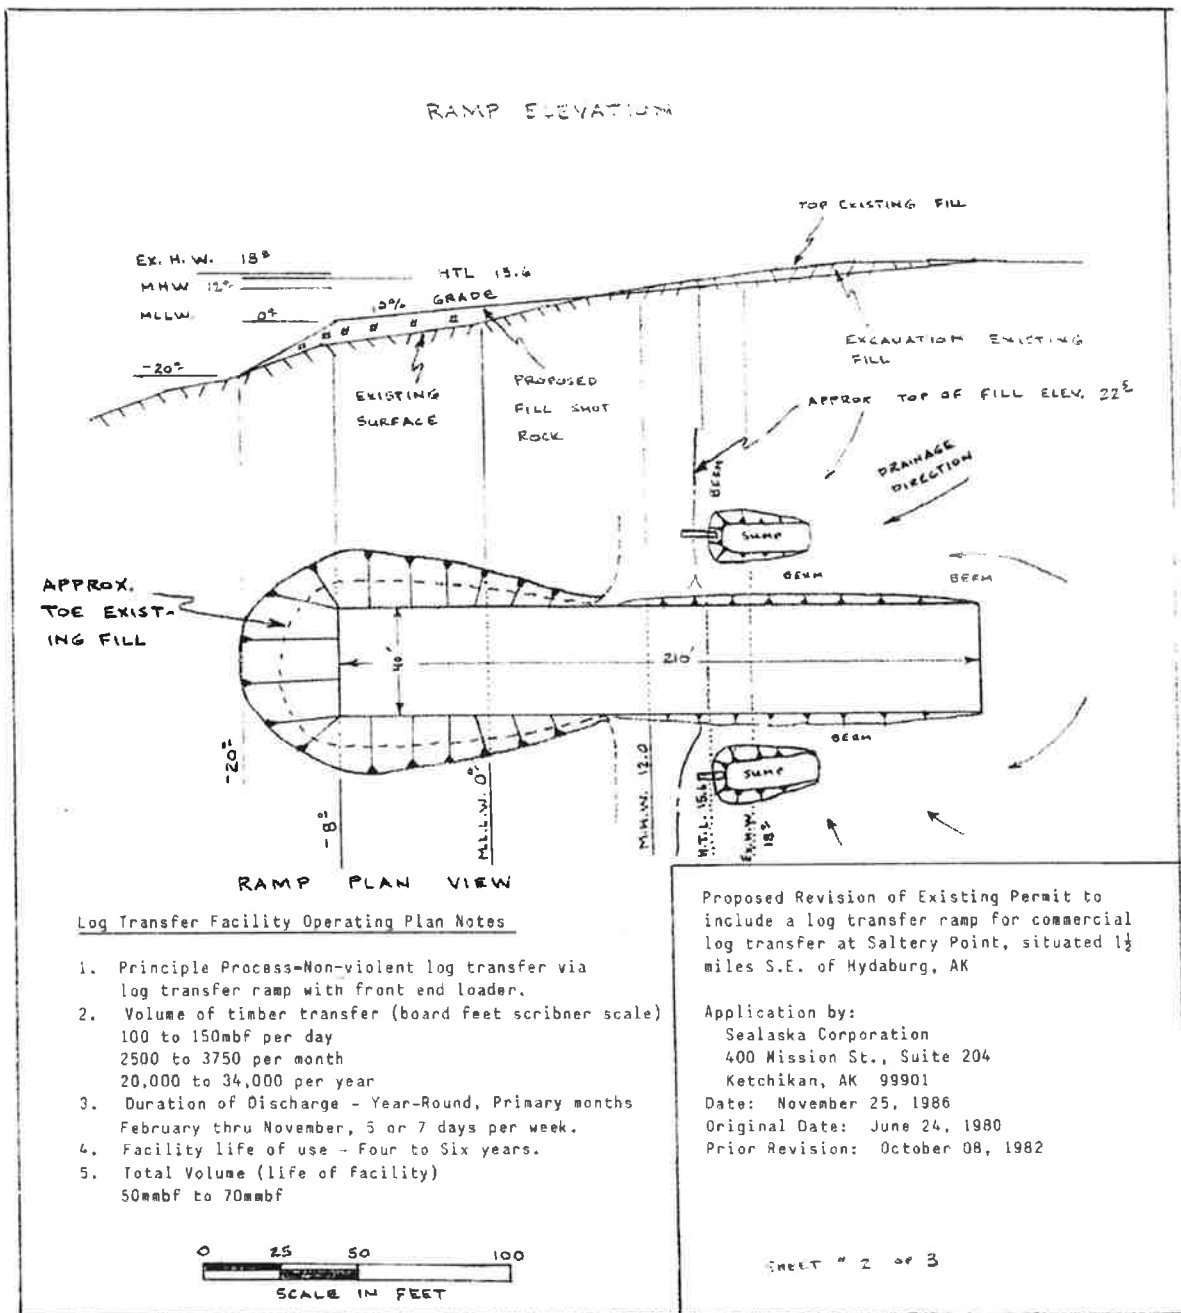 RAMP ELEVATION
TOP EXISTING FILL
EX. H. W. 18⁰
MHW 12⁰
HTL 15.6
12% GRADE
MLLW. 0⁰
-20⁰
EXCAVATION EXISTING
FILL
EXISTING
SURFACE
PROPOSED
FILL SHOT
ROCK
APPROX TOP OF FILL ELEV. 22⁵
BERM
DRAINAGE
DIRECTION
SUMP
BERM
BERM
APPROX.
TOE EXIST-
ING FILL
40'
210'
BERM
SUMP
-20⁰
-8⁰
M.L.L.W. 0⁰
M.H.W. 12.0
H.T.L. 15.6
Ex.H.W.
18⁰
RAMP PLAN VIEW
Log Transfer Facility Operating Plan Notes
1. Principle Process=Non-violent log transfer via
log transfer ramp with front end loader.
2. Volume of timber transfer (board feet scribner scale)
100 to 150mbf per day
2500 to 3750 per month
20,000 to 34,000 per year
3. Duration of Discharge - Year-Round, Primary months
February thru November, 5 or 7 days per week.
4. Facility life of use - Four to Six years.
5. Total Volume (life of facility)
50mmbf to 70mmbf
0 25 50 100
SCALE IN FEET
Proposed Revision of Existing Permit to
include a log transfer ramp for commercial
log transfer at Saltery Point, situated 1½
miles S.E. of Hydaburg, AK
Application by:
Sealaska Corporation
400 Mission St., Suite 204
Ketchikan, AK 99901
Date: November 25, 1986
Original Date: June 24, 1980
Prior Revision: October 08, 1982
SHEET # 2 OF 3